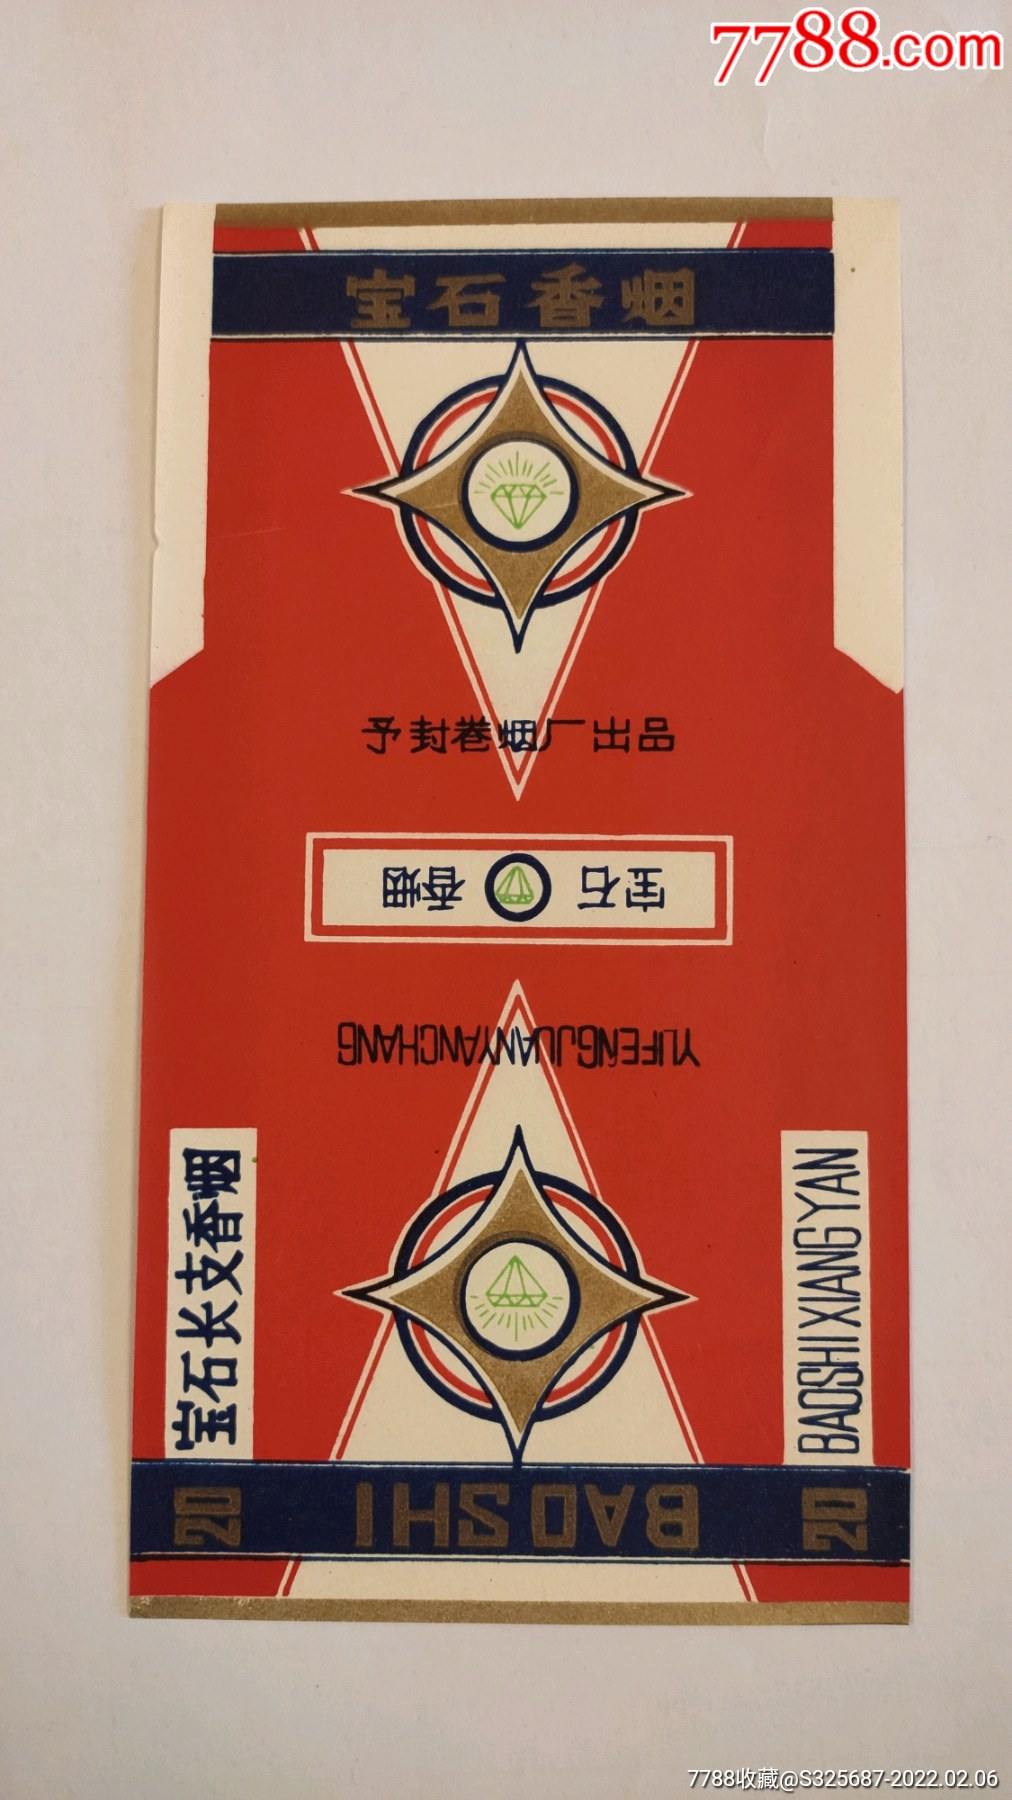 7788.com
宝石香烟
予封卷烟厂出品
宝石 香烟
YUFENGJUANYANCHANG
宝石长支香烟
BAOSHI XIANGYAN
20
BAOSHI
20
7788收藏@S325687-2022.02.06